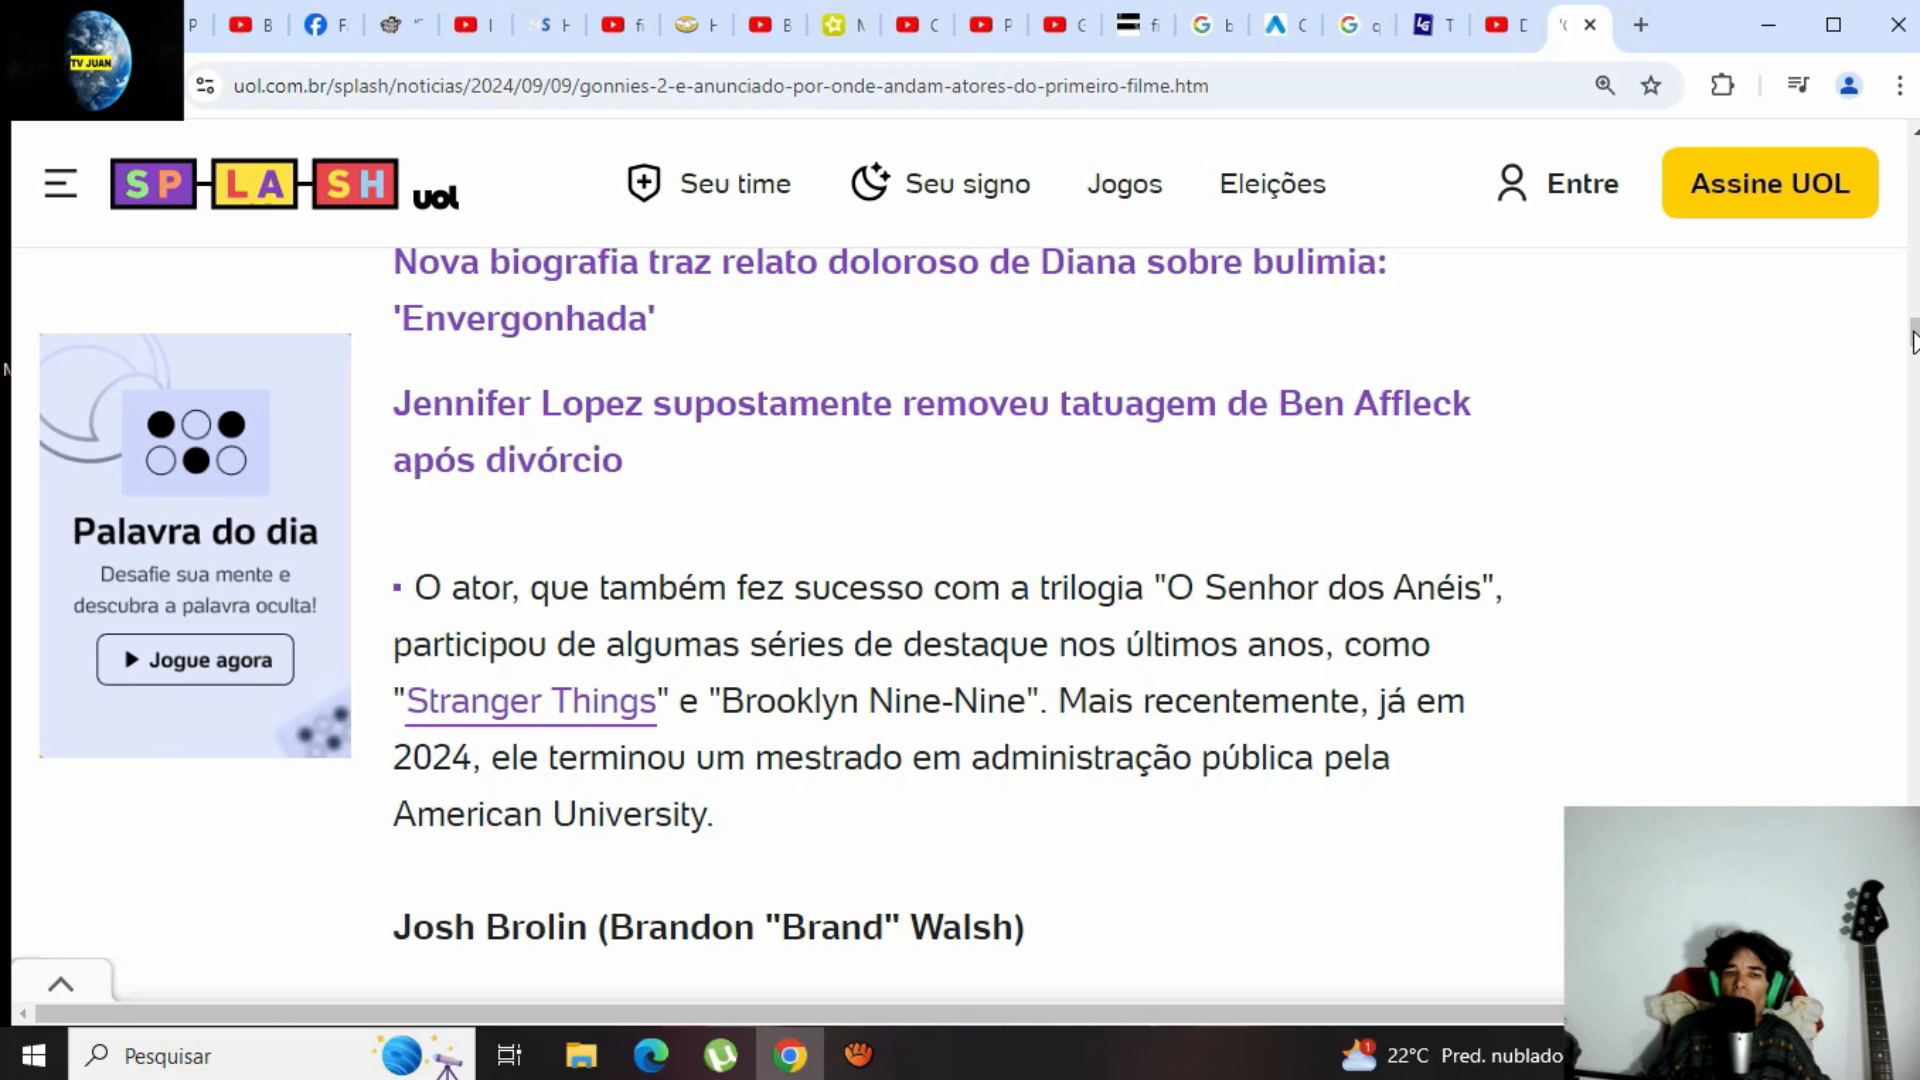 TV JUAN
P
B
F
"
I
S H
fi
H
B
M
C
P
C
fi
b
C
q
T
D
'(
uol.com.br/splash/noticias/2024/09/09/gonnies-2-e-anunciado-por-onde-andam-atores-do-primeiro-filme.htm
SPLASH uol
Seu time
Seu signo
Jogos
Eleições
Entre
Assine UOL
Nova biografia traz relato doloroso de Diana sobre bulimia:
'Envergonhada'
Jennifer Lopez supostamente removeu tatuagem de Ben Affleck
após divórcio
Palavra do dia
Desafie sua mente e
descubra a palavra oculta!
Jogue agora
▪ O ator, que também fez sucesso com a trilogia "O Senhor dos Anéis",
participou de algumas séries de destaque nos últimos anos, como
"Stranger Things" e "Brooklyn Nine-Nine". Mais recentemente, já em
2024, ele terminou um mestrado em administração pública pela
American University.
Josh Brolin (Brandon "Brand" Walsh)
Pesquisar
1
22°C Pred. nublado